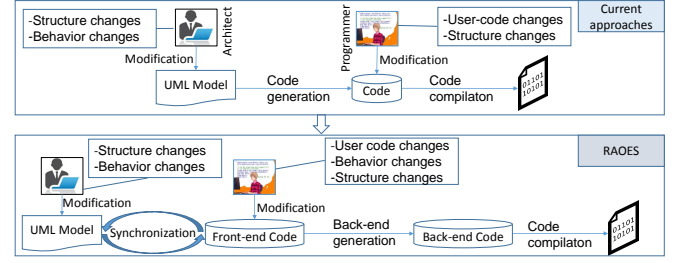 Current
approaches
-Structure changes
-Behavior changes
Architect
Programmer
-User-code changes
-Structure changes
Modification
Modification
UML Model
Code
generation
Code
Code
compilaton
01101
10101
RAOES
-Structure changes
-Behavior changes
-User code changes
-Behavior changes
-Structure changes
Modification
Modification
UML Model
Synchronization
Front-end Code
Back-end
generation
Back-end Code
Code
compilaton
01101
10101